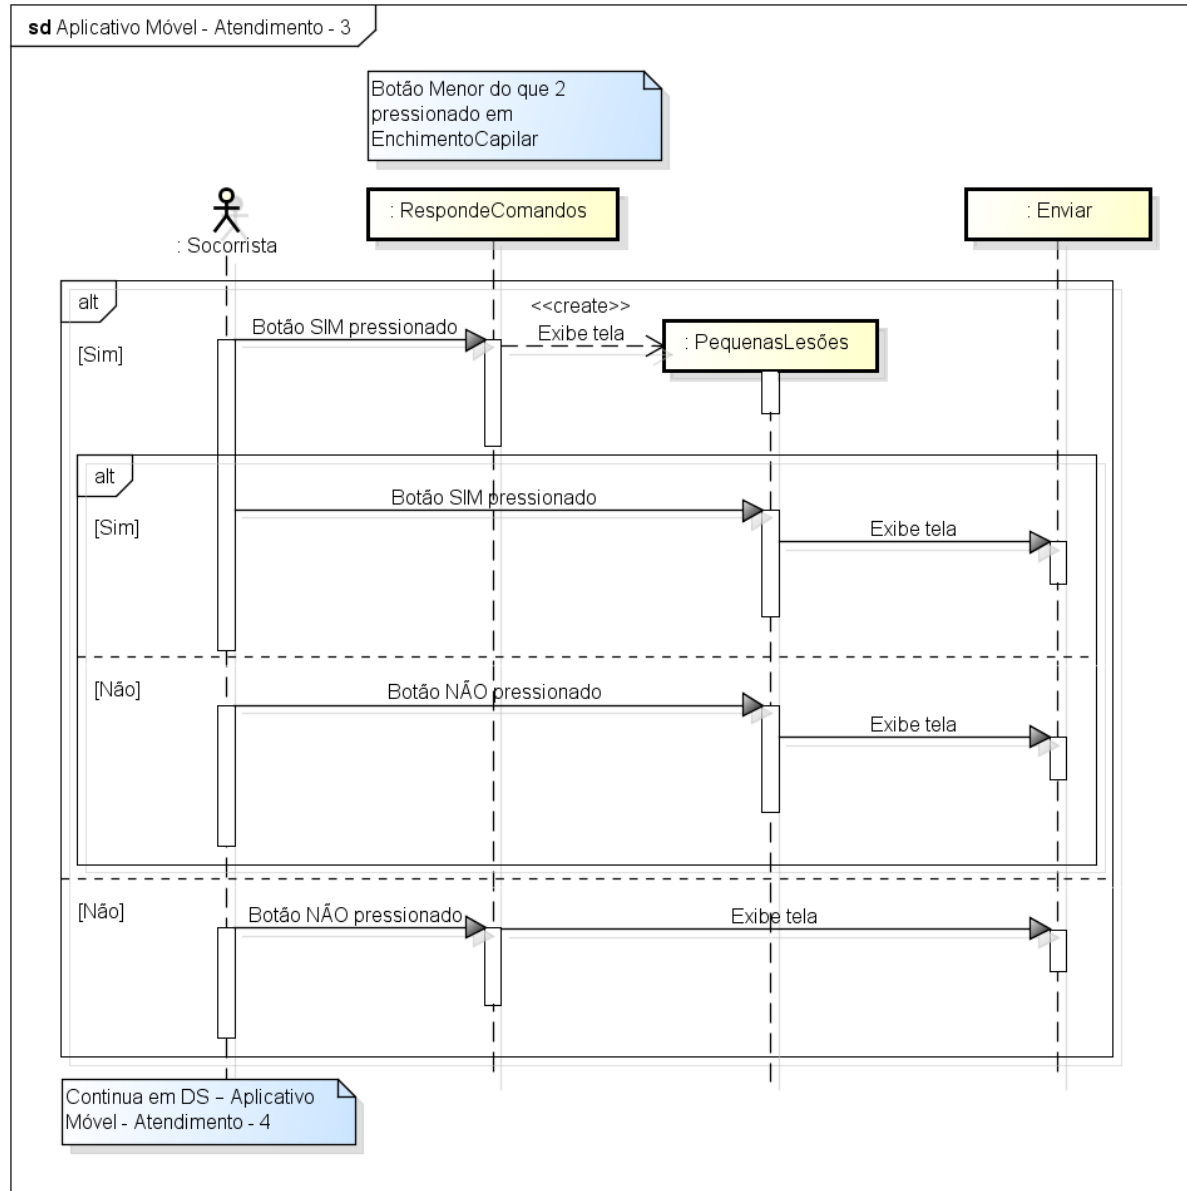 sd Aplicativo Móvel - Atendimento - 3
Botão Menor do que 2
pressionado em
EnchimentoCapilar
: Socorrista
: RespondeComandos
: Enviar
alt
[Sim]
Botão SIM pressionado
<<create>>
Exibe tela
: PequenasLesões
alt
[Sim]
Botão SIM pressionado
Exibe tela
[Não]
Botão NÃO pressionado
Exibe tela
[Não]
Botão NÃO pressionado
Exibe tela
Continua em DS – Aplicativo
Móvel - Atendimento - 4